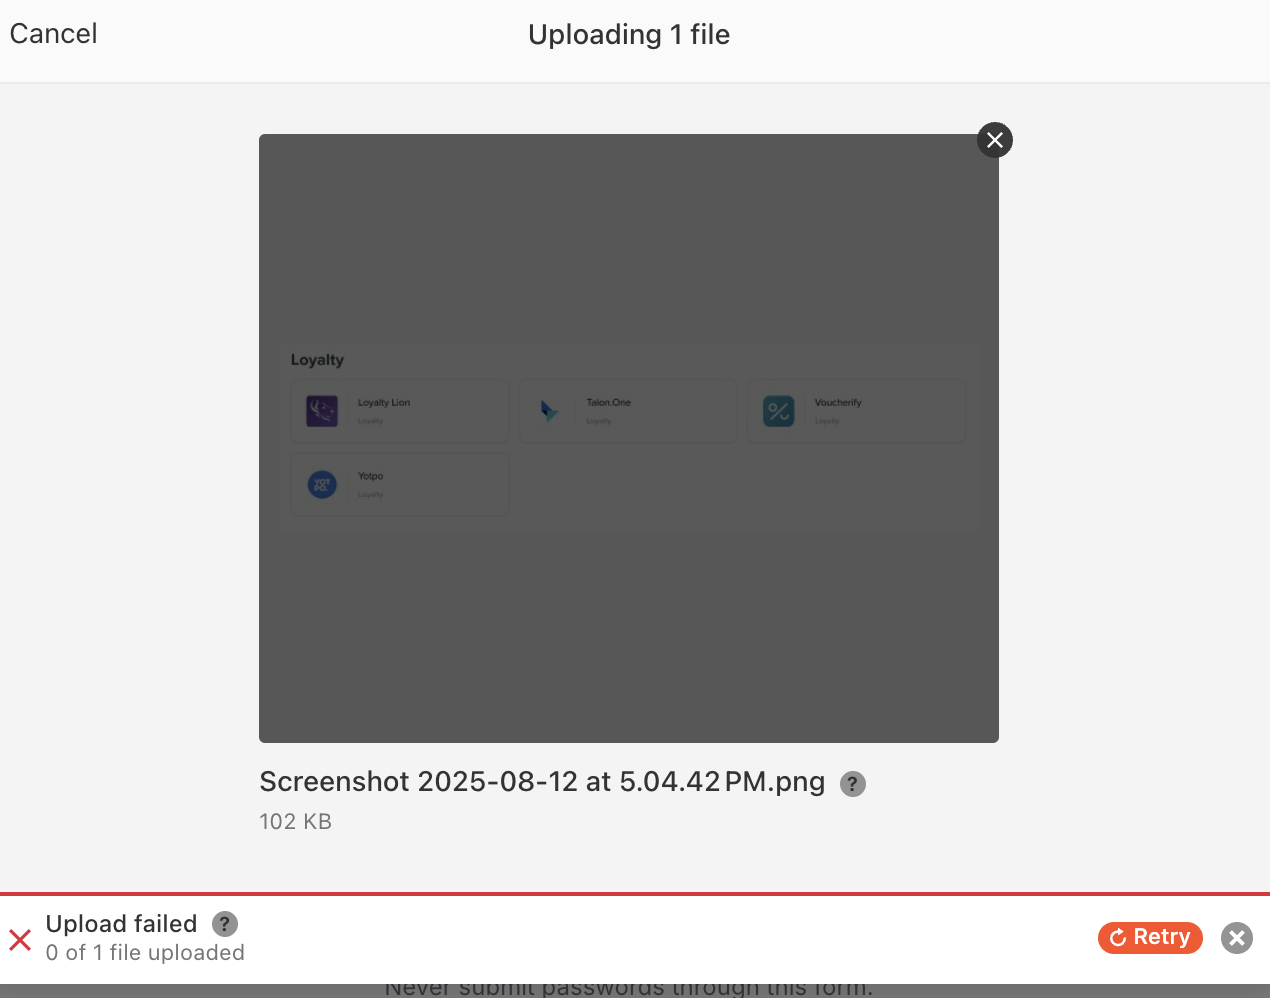 Cancel
Uploading 1 file
Loyalty
Loyalty Lion
Loyalty
Talon.One
Loyalty
Voucherify
Loyalty
YOT
PO.
Yotpo
Loyalty
Screenshot 2025-08-12 at 5.04.42 PM.png ?
102 KB
Upload failed ?
0 of 1 file uploaded
Retry
Never submit passwords through this form.